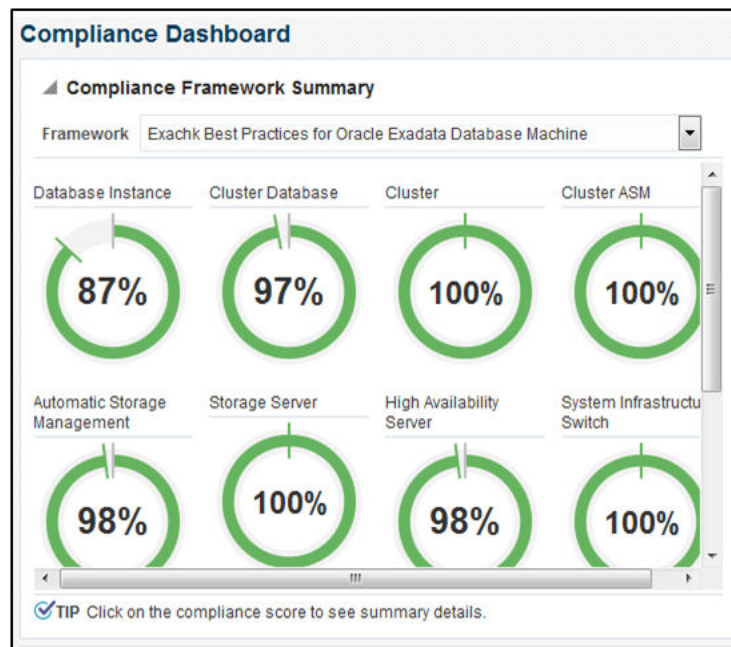 Compliance Dashboard
Compliance Framework Summary
Framework Exachk Best Practices for Oracle Exadata Database Machine
Database Instance Cluster Database Cluster Cluster ASM
87% 97% 100% 100%
Automatic Storage Storage Server High Availability System Infrastructu
Management Server Switch
98% 100% 98% 100%
TIP Click on the compliance score to see summary details.